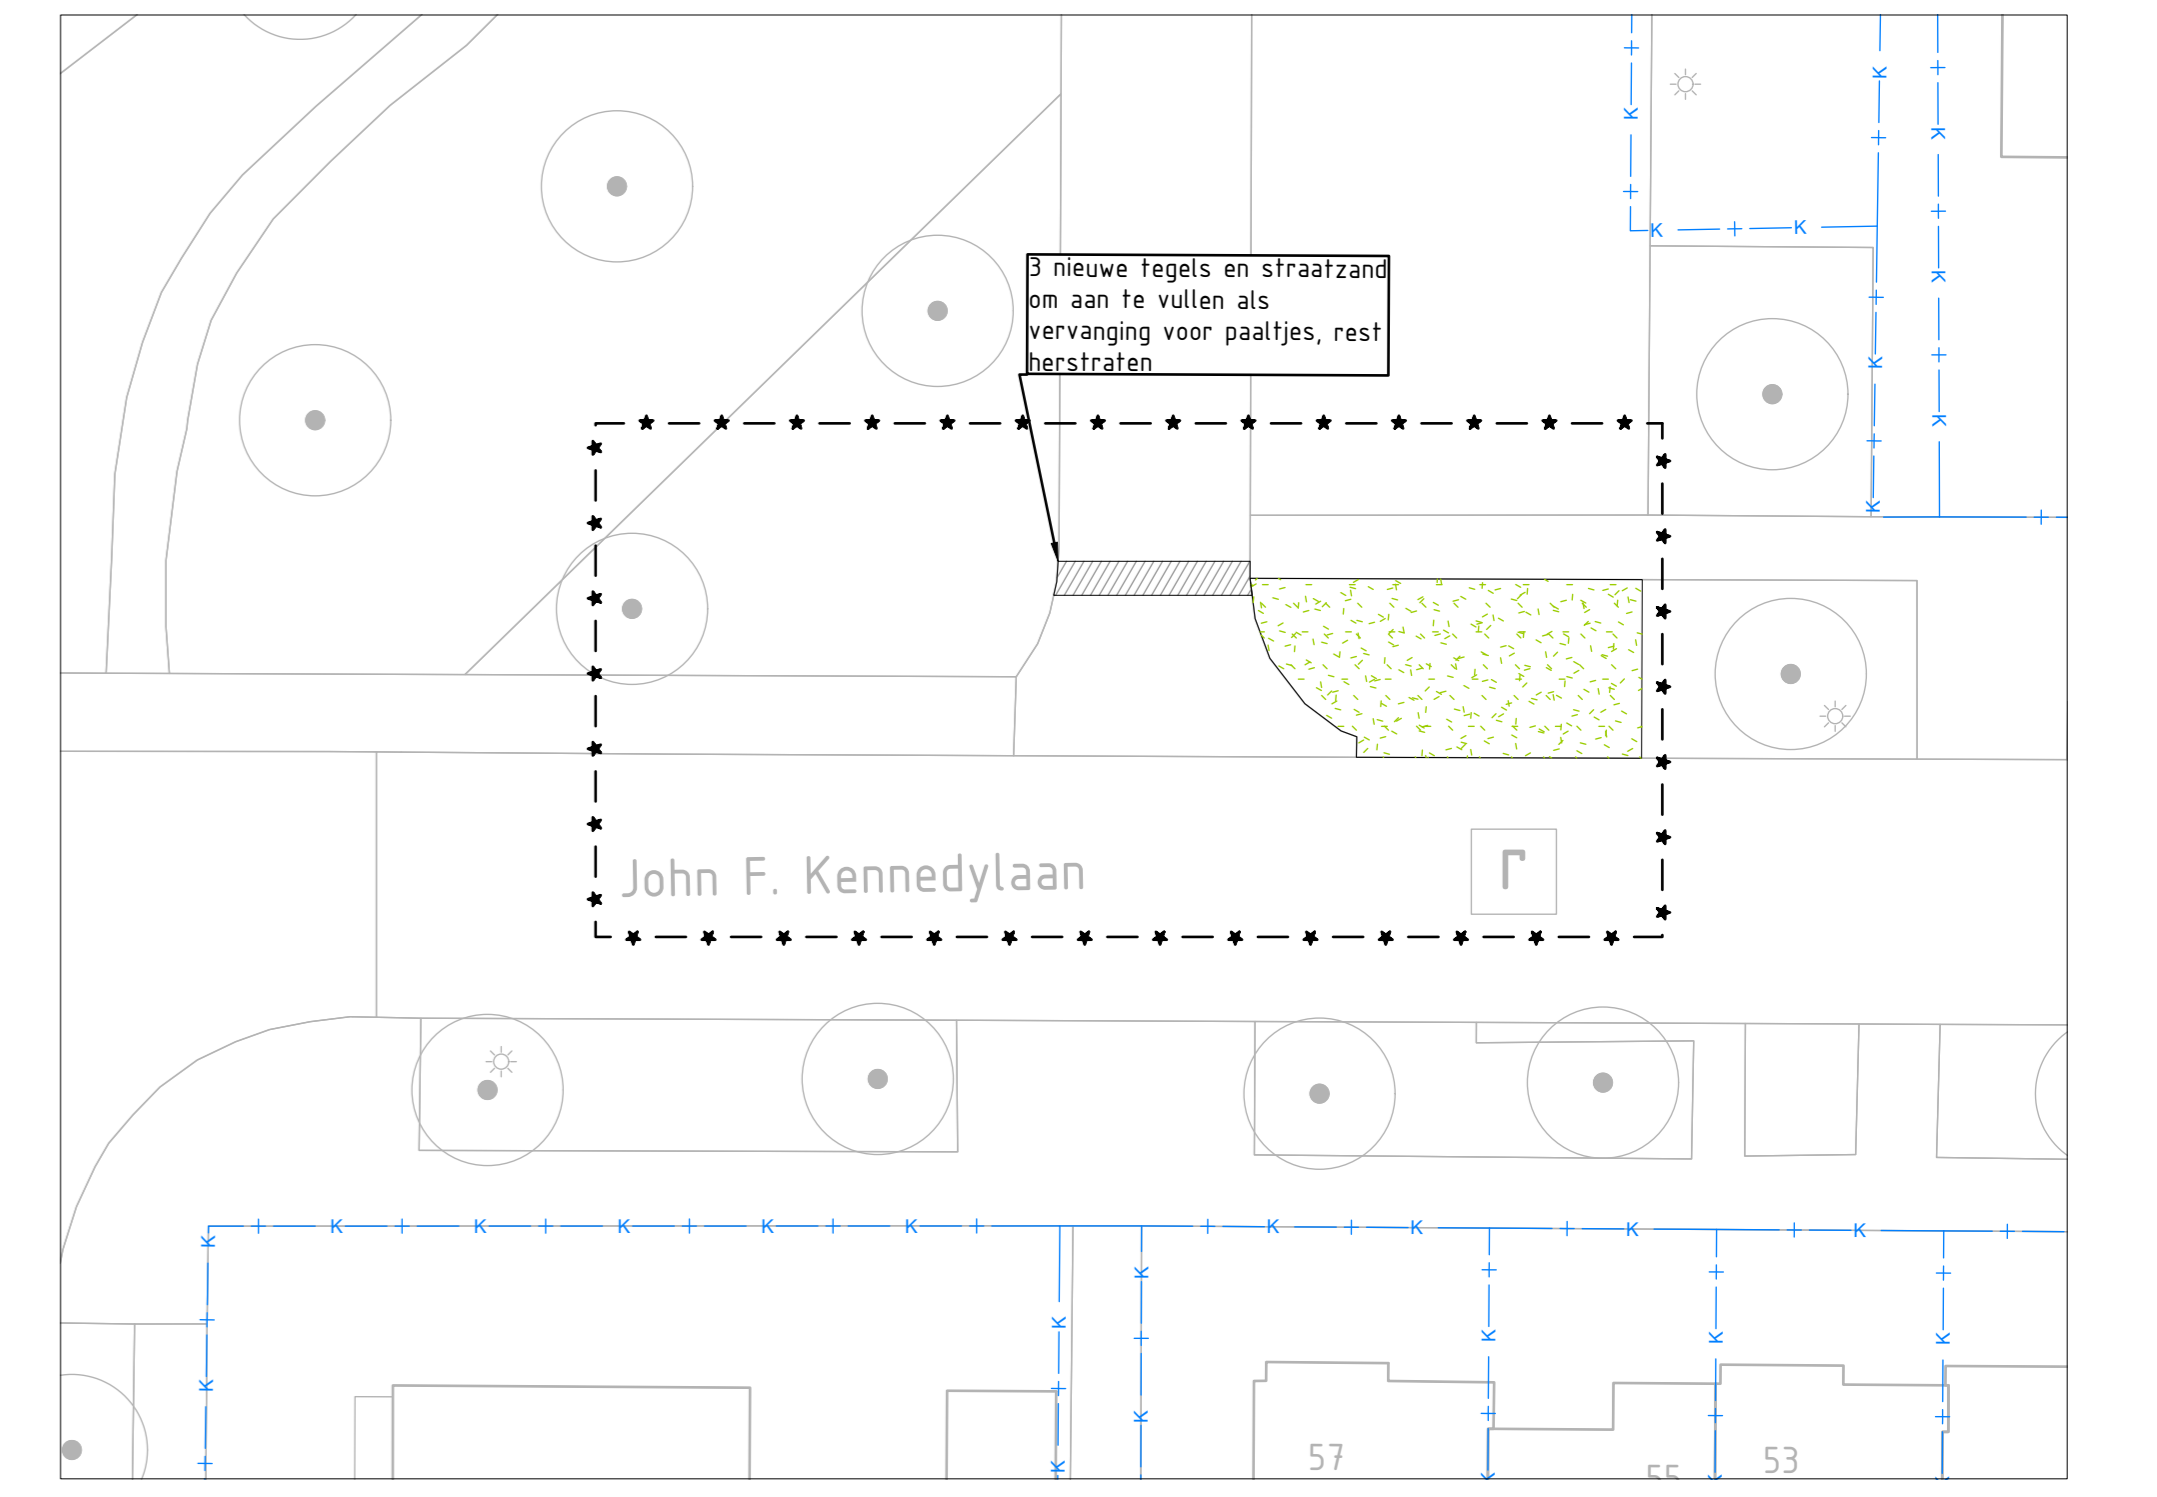 3 nieuwe tegels en straatzand
om aan te vullen als
vervanging voor paaltjes, rest
herstraten
John F. Kennedylaan
57
55
53